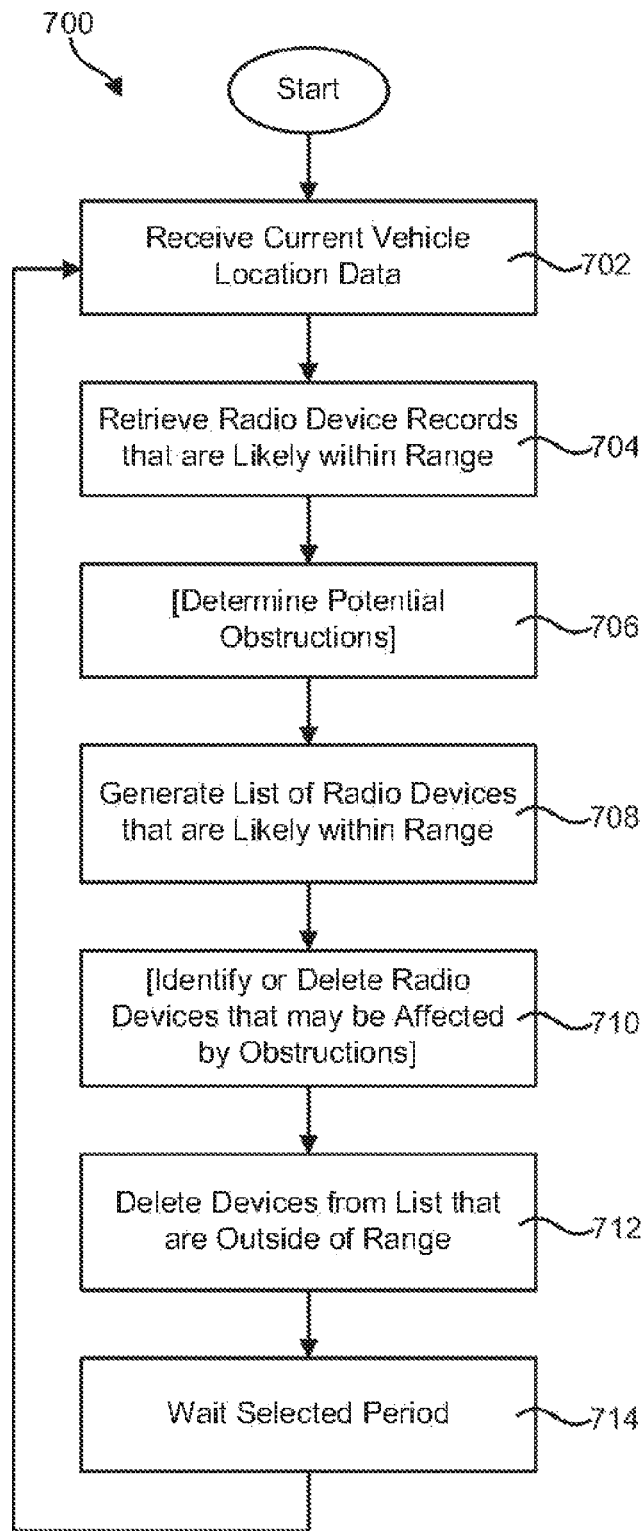 700
Start
Receive Current Vehicle
Location Data
702
Retrieve Radio Device Records
that are Likely within Range
704
[Determine Potential
Obstructions]
706
Generate List of Radio Devices
that are Likely within Range
708
[Identify or Delete Radio
Devices that may be Affected
by Obstructions]
710
Delete Devices from List that
are Outside of Range
712
Wait Selected Period
714